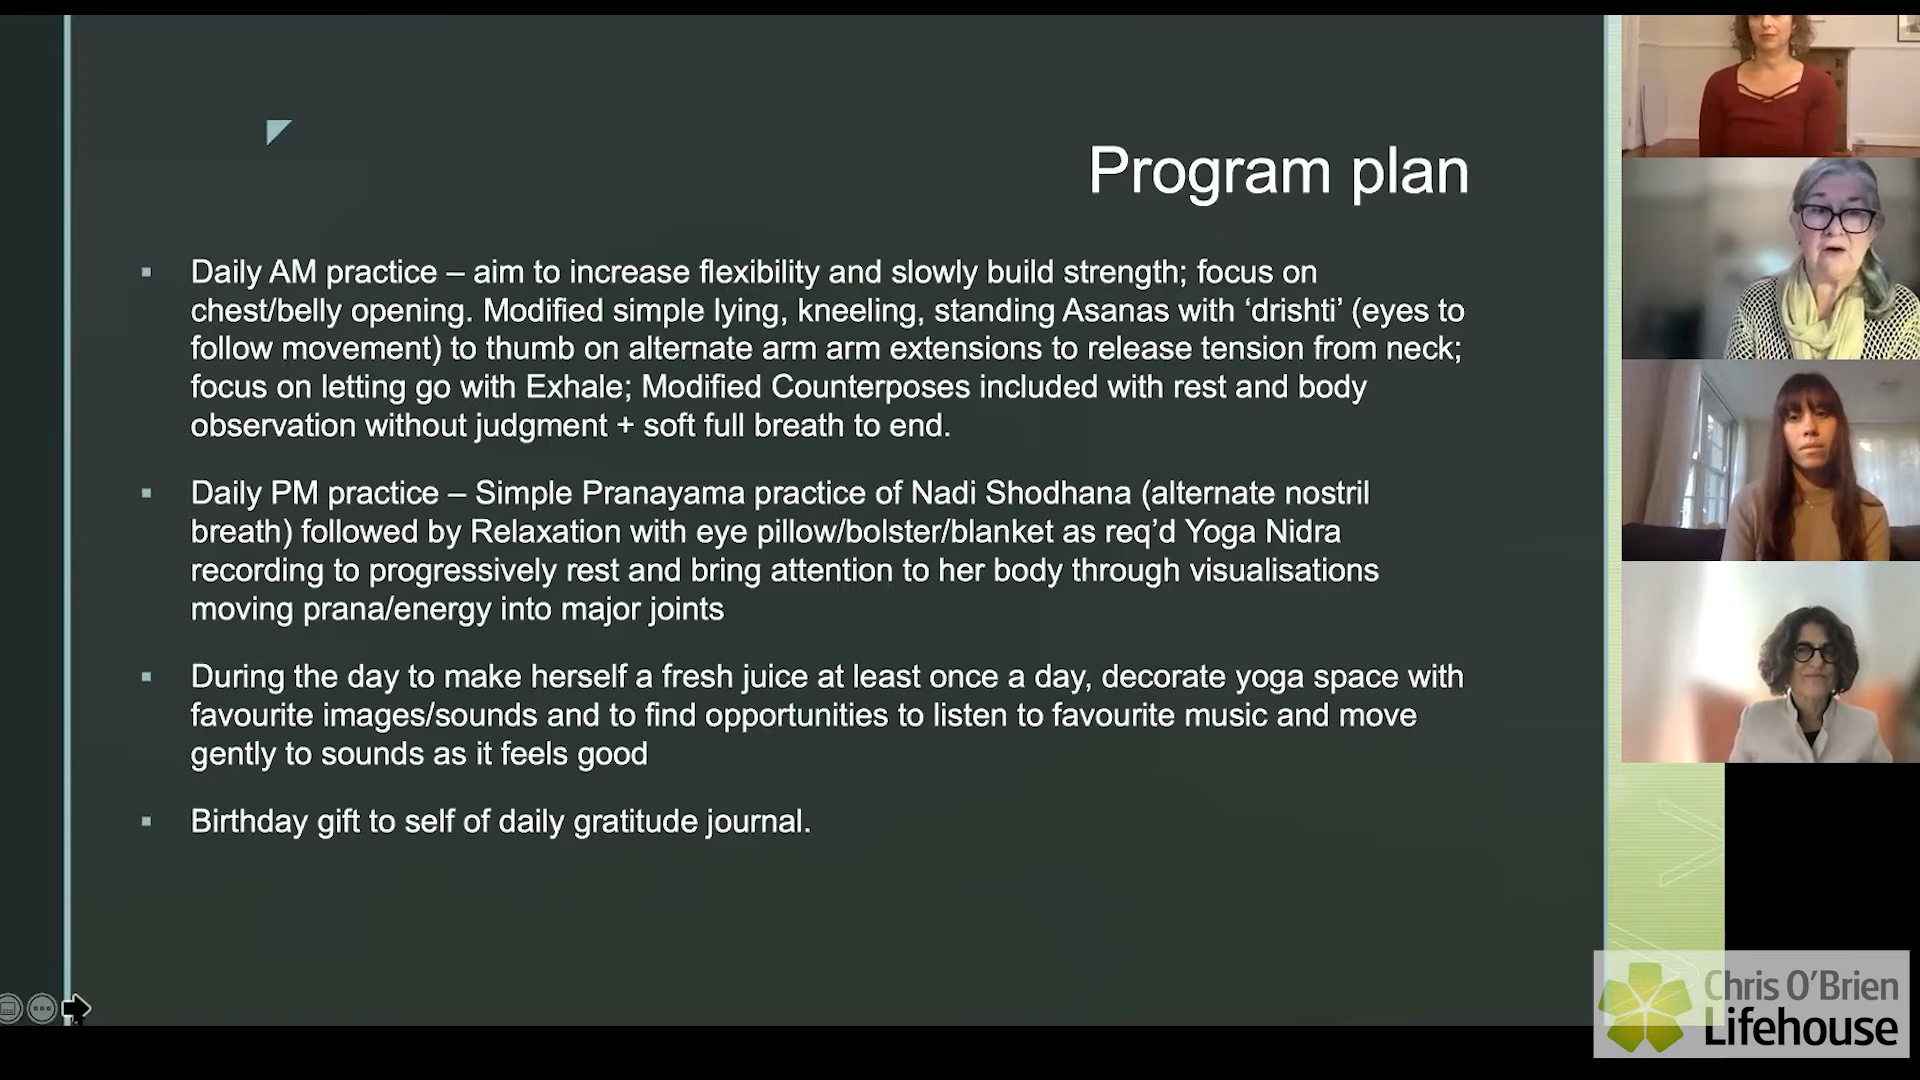 Program plan
Daily AM practice – aim to increase flexibility and slowly build strength; focus on
chest/belly opening. Modified simple lying, kneeling, standing Asanas with ‘drishti’ (eyes to
follow movement) to thumb on alternate arm arm extensions to release tension from neck;
focus on letting go with Exhale; Modified Counterposes included with rest and body
observation without judgment + soft full breath to end.
Daily PM practice – Simple Pranayama practice of Nadi Shodhana (alternate nostril
breath) followed by Relaxation with eye pillow/bolster/blanket as req’d Yoga Nidra
recording to progressively rest and bring attention to her body through visualisations
moving prana/energy into major joints
During the day to make herself a fresh juice at least once a day, decorate yoga space with
favourite images/sounds and to find opportunities to listen to favourite music and move
gently to sounds as it feels good
Birthday gift to self of daily gratitude journal.
Chris O’Brien
Lifehouse